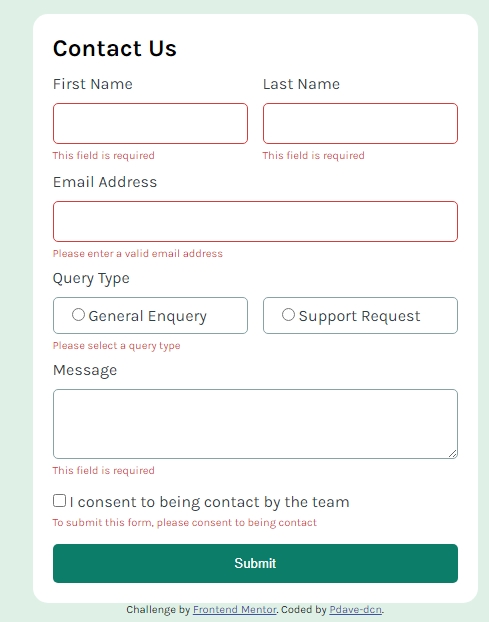 Contact Us
First Name Last Name
This field is required This field is required
Email Address
Please enter a valid email address
Query Type
General Enquery Support Request
Please select a query type
Message
This field is required
I consent to being contact by the team
To submit this form, please consent to being contact
Submit
Challenge by Frontend Mentor. Coded by Pdave-dcn.